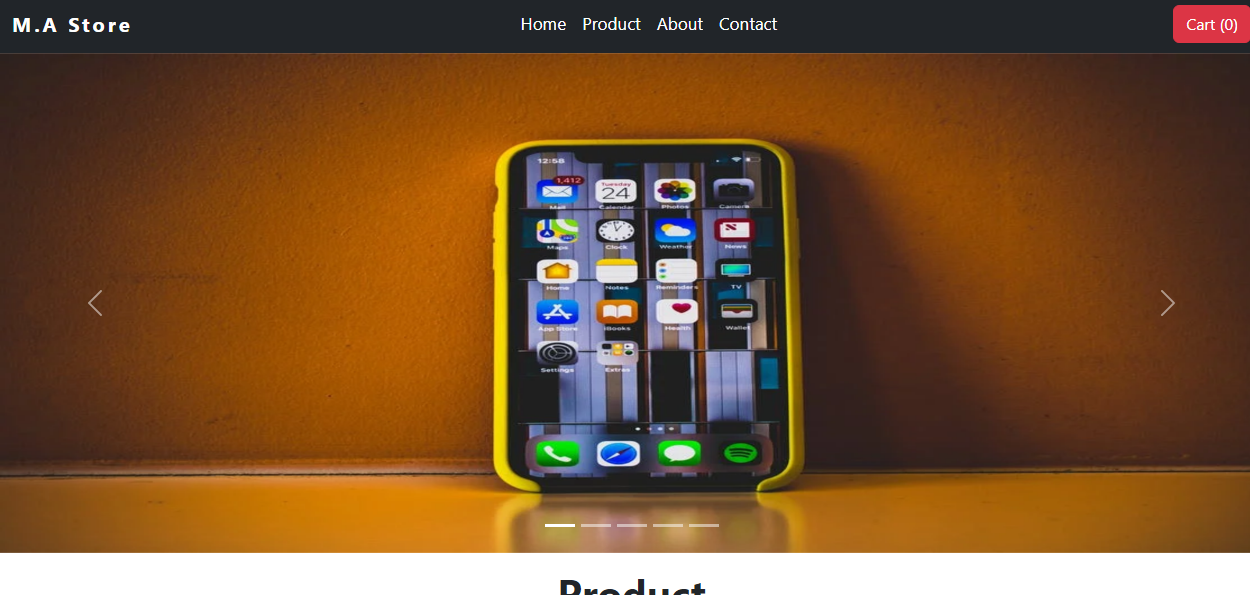 M.A Store
Home Product About Contact
Cart (0)
12:58
1,412
Tuesday
24
Mail Calendar Photos Camera
Maps Clock Weather News
Home Notes Reminders TV
App Store iBooks Health Wallet
Settings Extras
Product